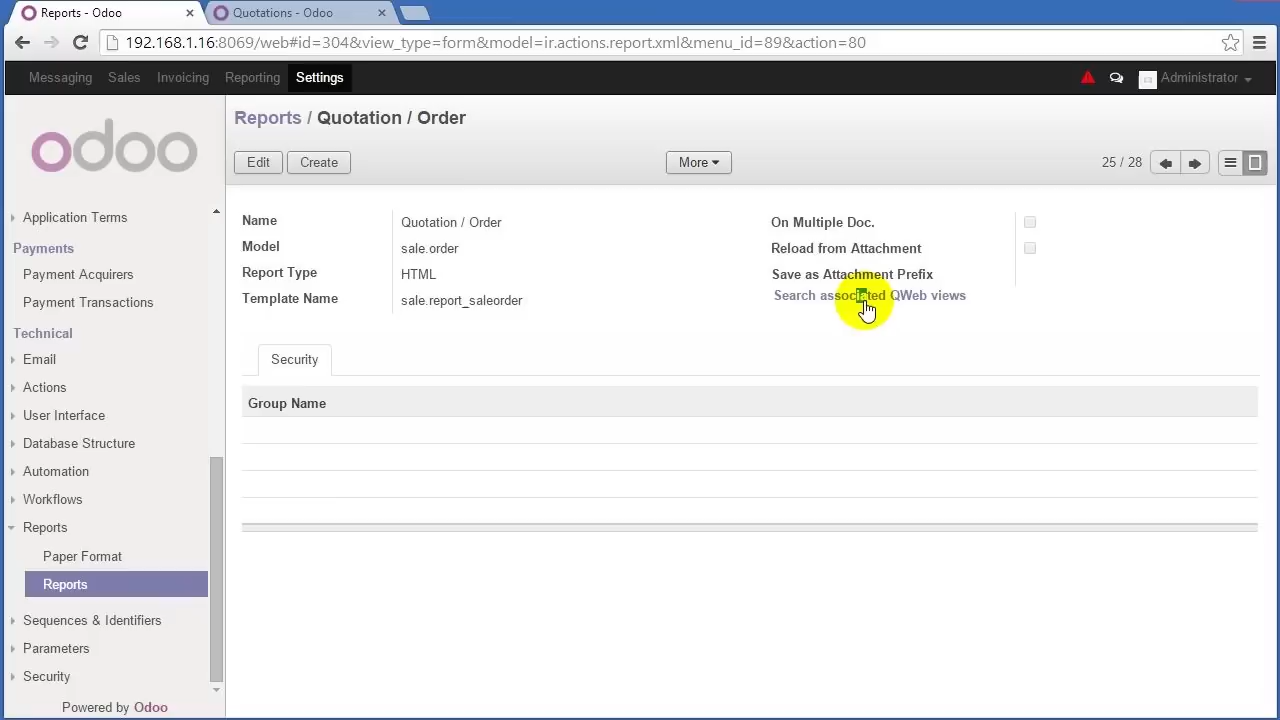 Reports - Odoo
Quotations - Odoo
192.168.1.16:8069/web#id=304&view_type=form&model=ir.actions.report.xml&menu_id=89&action=80
Messaging Sales Invoicing Reporting Settings
Administrator
odoo
Reports / Quotation / Order
Edit Create More 25 / 28
Application Terms
Payments
Payment Acquirers
Payment Transactions
Technical
Email
Actions
User Interface
Database Structure
Automation
Workflows
Reports
Paper Format
Reports
Sequences & Identifiers
Parameters
Security
Powered by Odoo
Name Quotation / Order
Model sale.order
Report Type HTML
Template Name sale.report_saleorder
On Multiple Doc.
Reload from Attachment
Save as Attachment Prefix
Search associated QWeb views
Security
Group Name